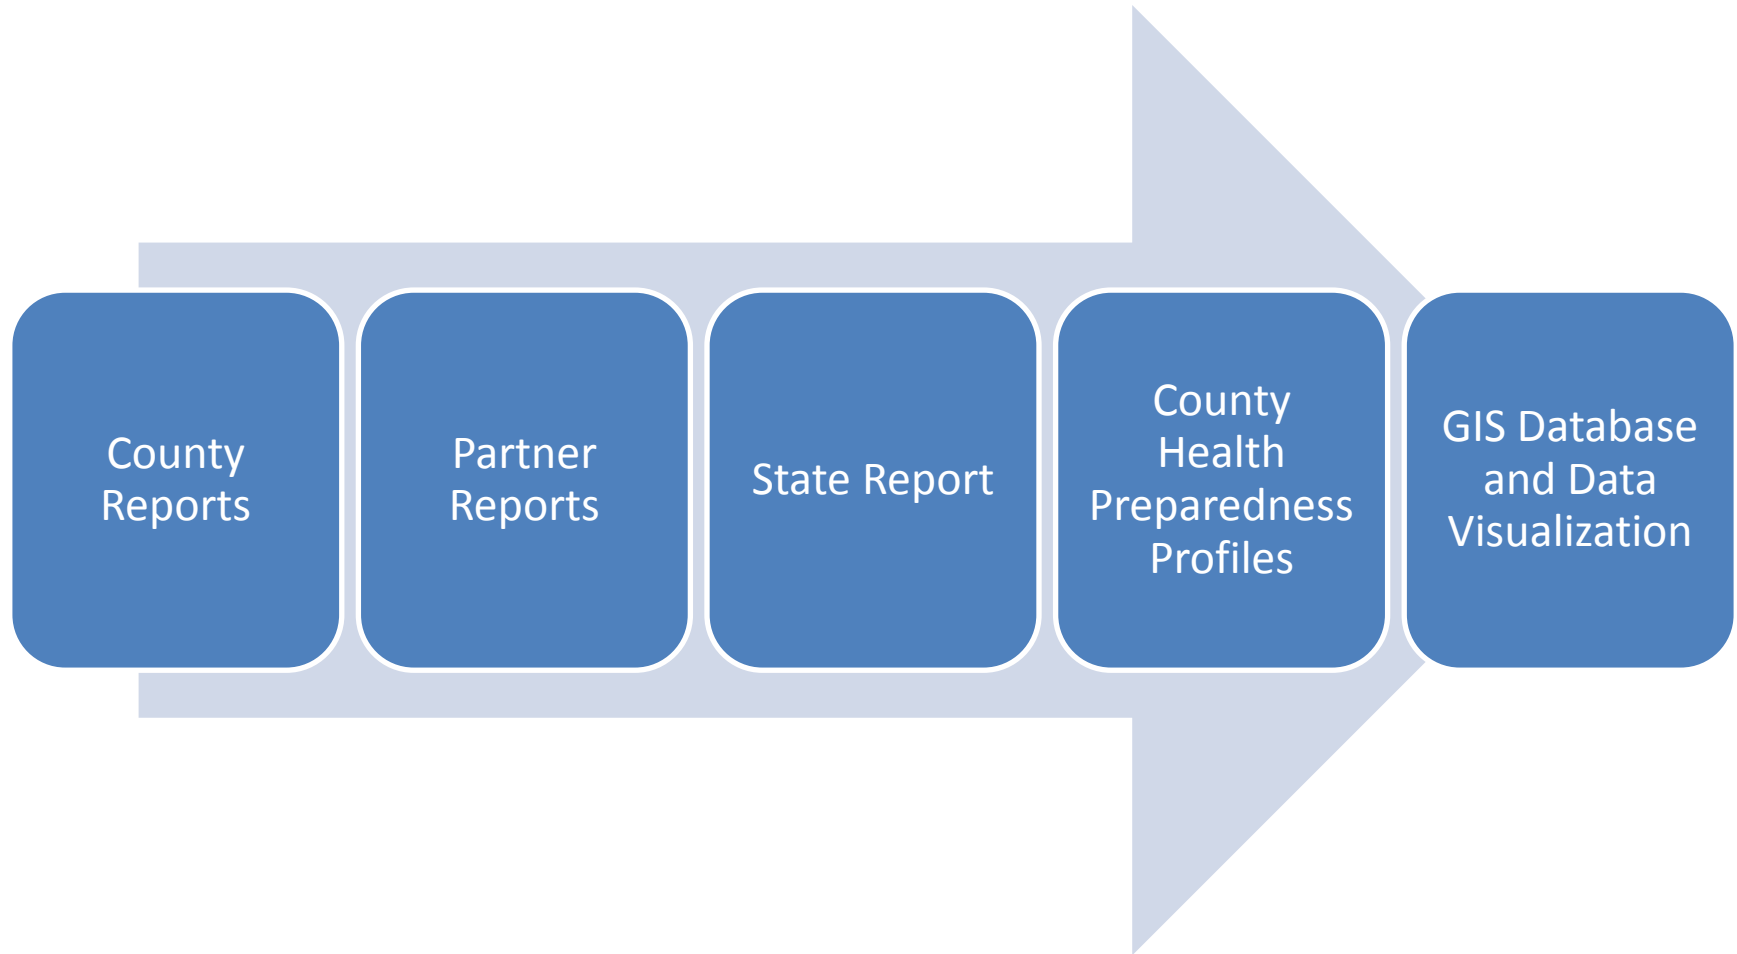 County
Reports
Partner
Reports
State Report
County
Health
Preparedness
Profiles
GIS Database
and Data
Visualization